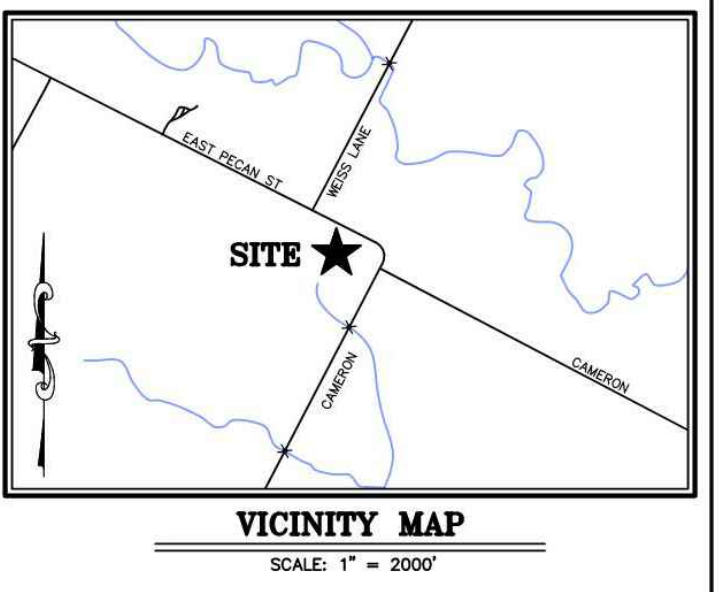 EAST PECAN ST
WEISS LANE
SITE
CAMERON
CAMERON
VICINITY MAP
SCALE: 1" = 2000'